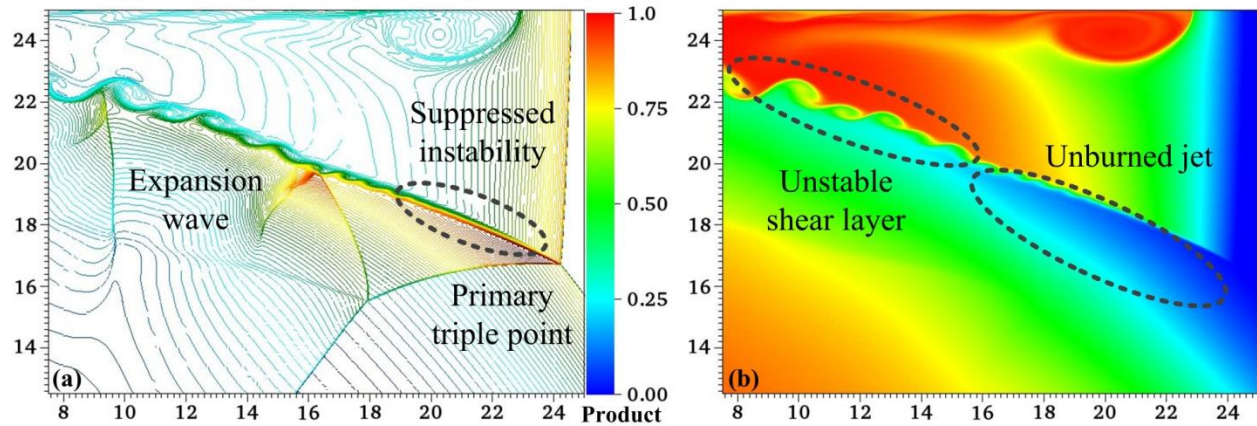 24
22
20
18
16
14
8 10 12 14 16 18 20 22 24
Suppressed
instability
Expansion
wave
Primary
triple point
(a)
1.0
0.75
0.50
0.25
0.00
Product
24
22
20
18
16
14
8 10 12 14 16 18 20 22 24
Unburned jet
Unstable
shear layer
(b)